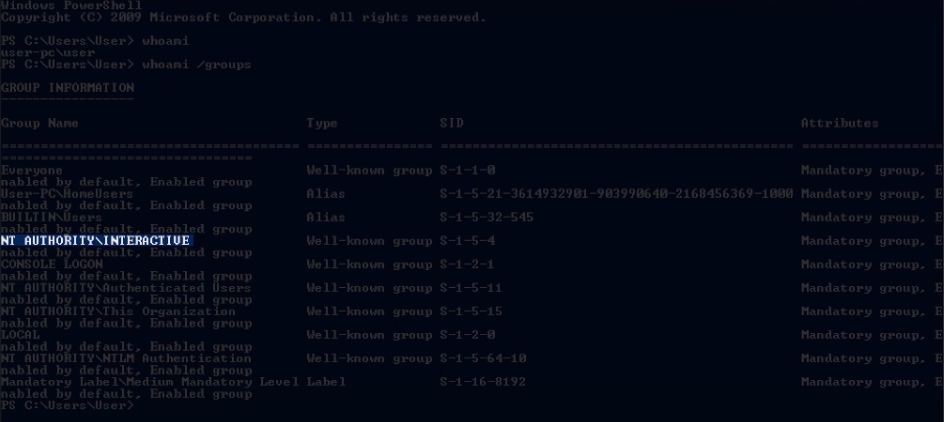 Windows PowerShell
Copyright (C) 2009 Microsoft Corporation. All rights reserved.
PS C:\Users\User> whoami
user-pc\user
PS C:\Users\User> whoami /groups
GROUP INFORMATION
-----------------
Group Name Type SID Attributes
====================================== ================ ============================================= ==================
================================
Everyone Well-known group S-1-1-0 Mandatory group, E
nabled by default, Enabled group
User-PC\HomeUsers Alias S-1-5-21-3614932901-903990640-2168456369-1000 Mandatory group, E
nabled by default, Enabled group
BUILTIN\Users Alias S-1-5-32-545 Mandatory group, E
nabled by default, Enabled group
NT AUTHORITY\INTERACTIVE Well-known group S-1-5-4 Mandatory group, E
nabled by default, Enabled group
CONSOLE LOGON Well-known group S-1-2-1 Mandatory group, E
nabled by default, Enabled group
NT AUTHORITY\Authenticated Users Well-known group S-1-5-11 Mandatory group, E
nabled by default, Enabled group
NT AUTHORITY\This Organization Well-known group S-1-5-15 Mandatory group, E
nabled by default, Enabled group
LOCAL Well-known group S-1-2-0 Mandatory group, E
nabled by default, Enabled group
NT AUTHORITY\NTLM Authentication Well-known group S-1-5-64-10 Mandatory group, E
nabled by default, Enabled group
Mandatory Label\Medium Mandatory Level Label S-1-16-8192 Mandatory group, E
nabled by default, Enabled group
PS C:\Users\User>